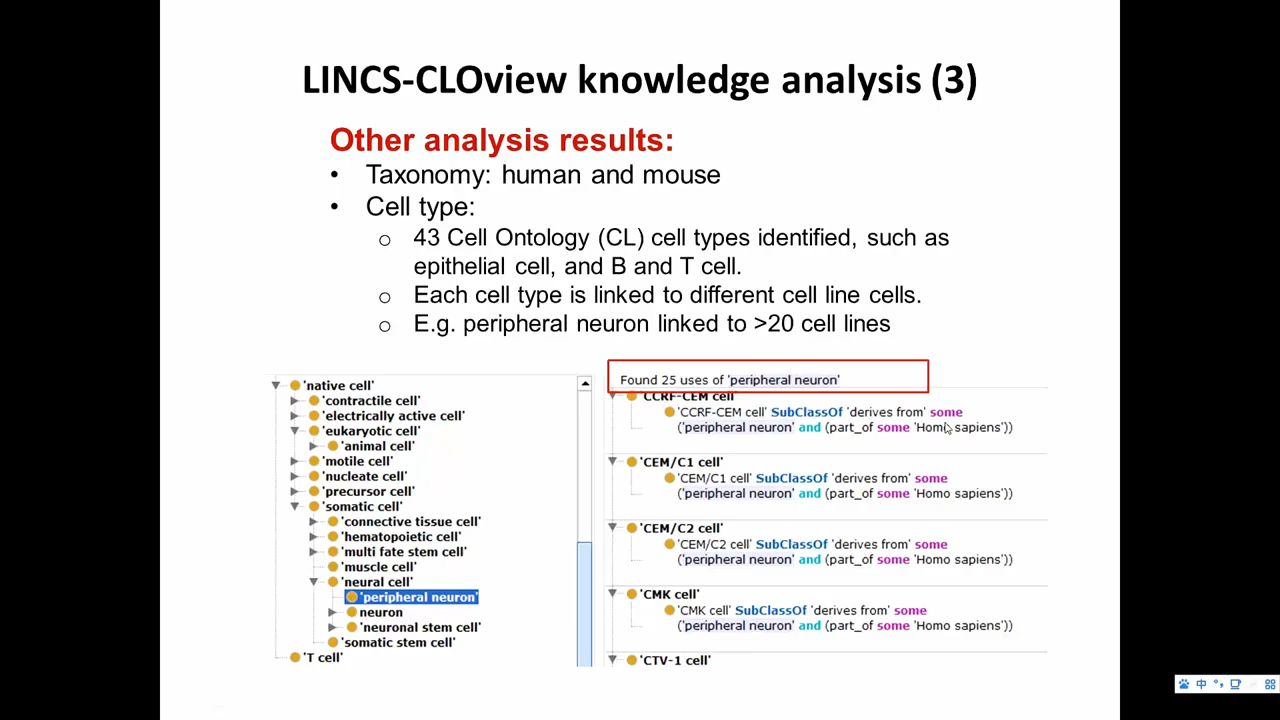 LINCS-CLOview knowledge analysis (3)
Other analysis results:
• Taxonomy: human and mouse
• Cell type:
o 43 Cell Ontology (CL) cell types identified, such as
epithelial cell, and B and T cell.
o Each cell type is linked to different cell line cells.
o E.g. peripheral neuron linked to >20 cell lines
'native cell'
'contractile cell'
'electrically active cell'
'eukaryotic cell'
'animal cell'
'motile cell'
'nucleate cell'
'precursor cell'
'somatic cell'
'connective tissue cell'
'hematopoietic cell'
'multi fate stem cell'
'muscle cell'
'neural cell'
'peripheral neuron'
neuron
'neuronal stem cell'
'somatic stem cell'
'T cell'
Found 25 uses of 'peripheral neuron'
'CCRF-CEM cell'
'CCRF-CEM cell' SubClassOf 'derives from' some
('peripheral neuron' and (part_of some 'Homo sapiens'))
'CEM/C1 cell'
'CEM/C1 cell' SubClassOf 'derives from' some
('peripheral neuron' and (part_of some 'Homo sapiens'))
'CEM/C2 cell'
'CEM/C2 cell' SubClassOf 'derives from' some
('peripheral neuron' and (part_of some 'Homo sapiens'))
'CMK cell'
'CMK cell' SubClassOf 'derives from' some
('peripheral neuron' and (part_of some 'Homo sapiens'))
'CTV-1 cell'
中